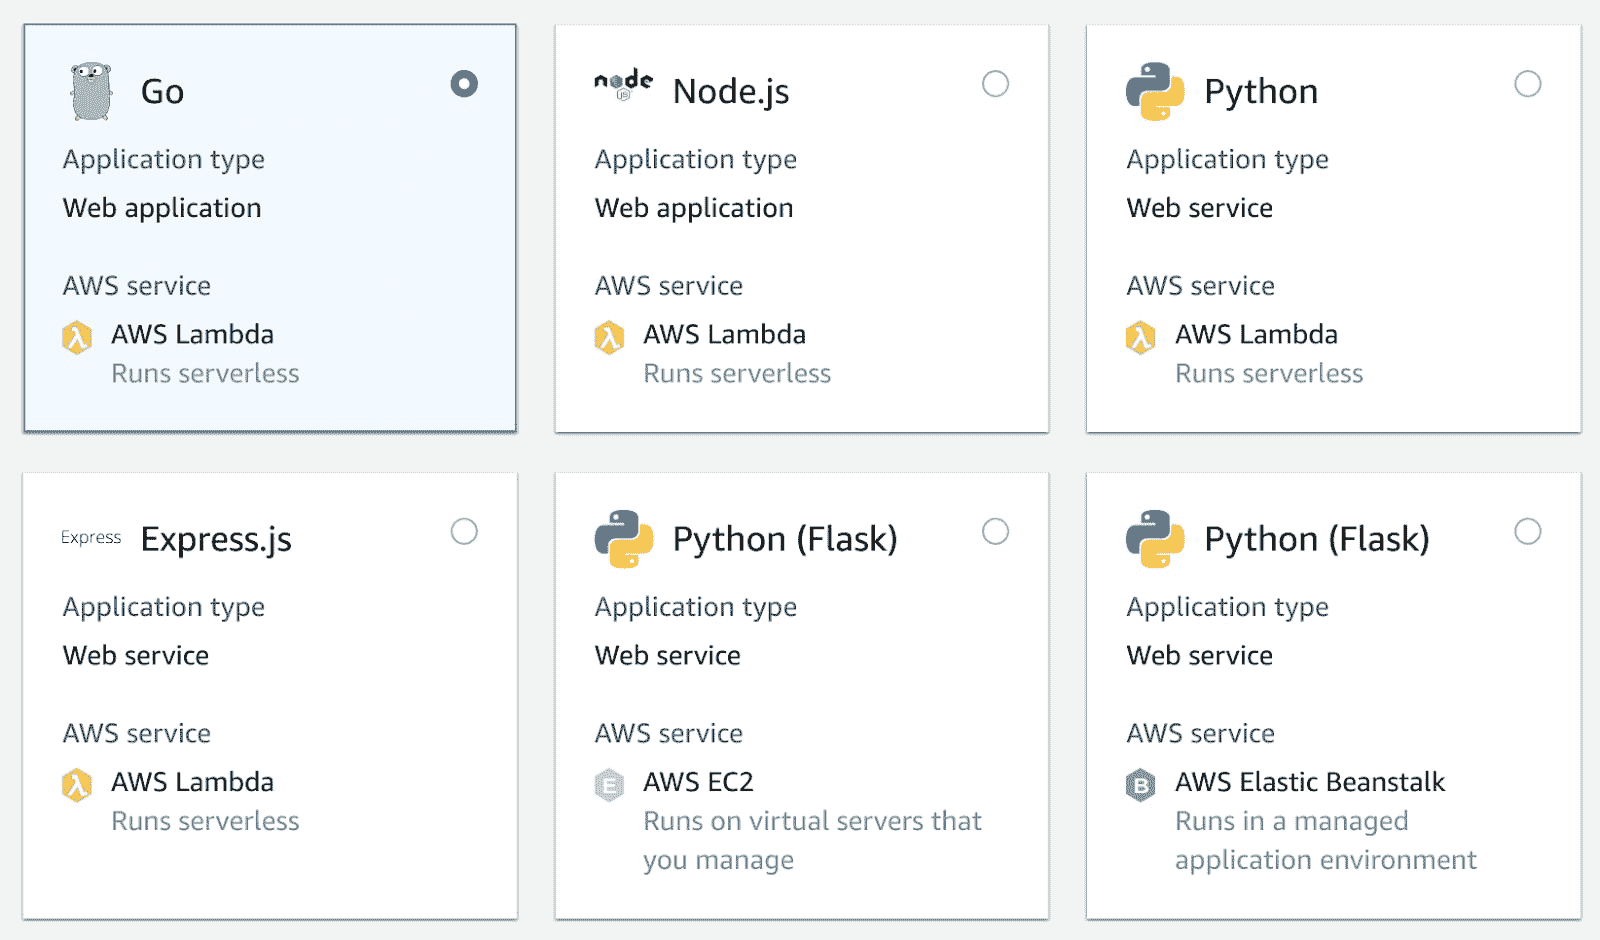 Go
Application type
Web application
AWS service
AWS Lambda
Runs serverless
node
JS
Node.js
Application type
Web application
AWS service
AWS Lambda
Runs serverless
Python
Application type
Web service
AWS service
AWS Lambda
Runs serverless
Express
Express.js
Application type
Web service
AWS service
AWS Lambda
Runs serverless
Python (Flask)
Application type
Web service
AWS service
E
AWS EC2
Runs on virtual servers that
you manage
Python (Flask)
Application type
Web service
AWS service
B
AWS Elastic Beanstalk
Runs in a managed
application environment